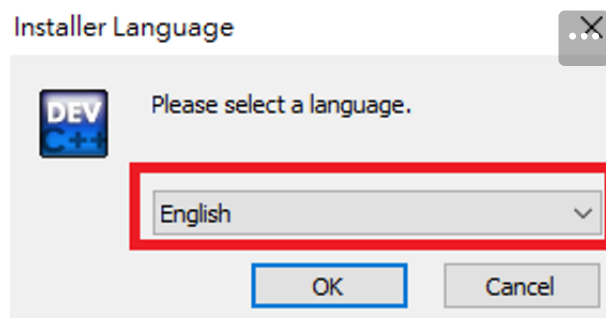 Installer Language
DEV
C++
Please select a language.
English
OK
Cancel